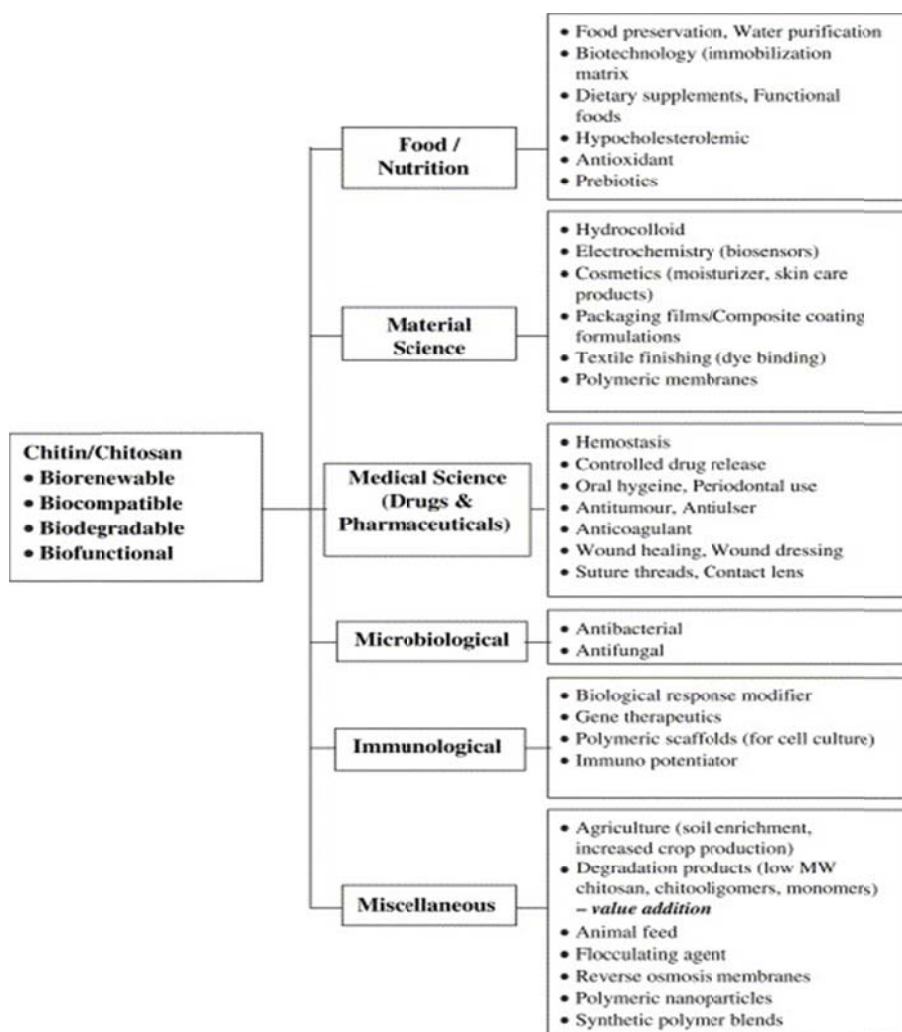 Chitin/Chitosan
• Biorenewable
• Biocompatible
• Biodegradable
• Biofunctional
Food /
Nutrition
• Food preservation, Water purification
• Biotechnology (immobilization
matrix
• Dietary supplements, Functional
foods
• Hypocholesterolemic
• Antioxidant
• Prebiotics
Material
Science
• Hydrocolloid
• Electrochemistry (biosensors)
• Cosmetics (moisturizer, skin care
products)
• Packaging films/Composite coating
formulations
• Textile finishing (dye binding)
• Polymeric membranes
Medical Science
(Drugs &
Pharmaceuticals)
• Hemostasis
• Controlled drug release
• Oral hygeine, Periodontal use
• Antitumour, Antiulser
• Anticoagulant
• Wound healing, Wound dressing
• Suture threads, Contact lens
Microbiological
• Antibacterial
• Antifungal
Immunological
• Biological response modifier
• Gene therapeutics
• Polymeric scaffolds (for cell culture)
• Immuno potentiator
Miscellaneous
• Agriculture (soil enrichment,
increased crop production)
• Degradation products (low MW
chitosan, chitooligomers, monomers)
– value addition
• Animal feed
• Flocculating agent
• Reverse osmosis membranes
• Polymeric nanoparticles
• Synthetic polymer blends